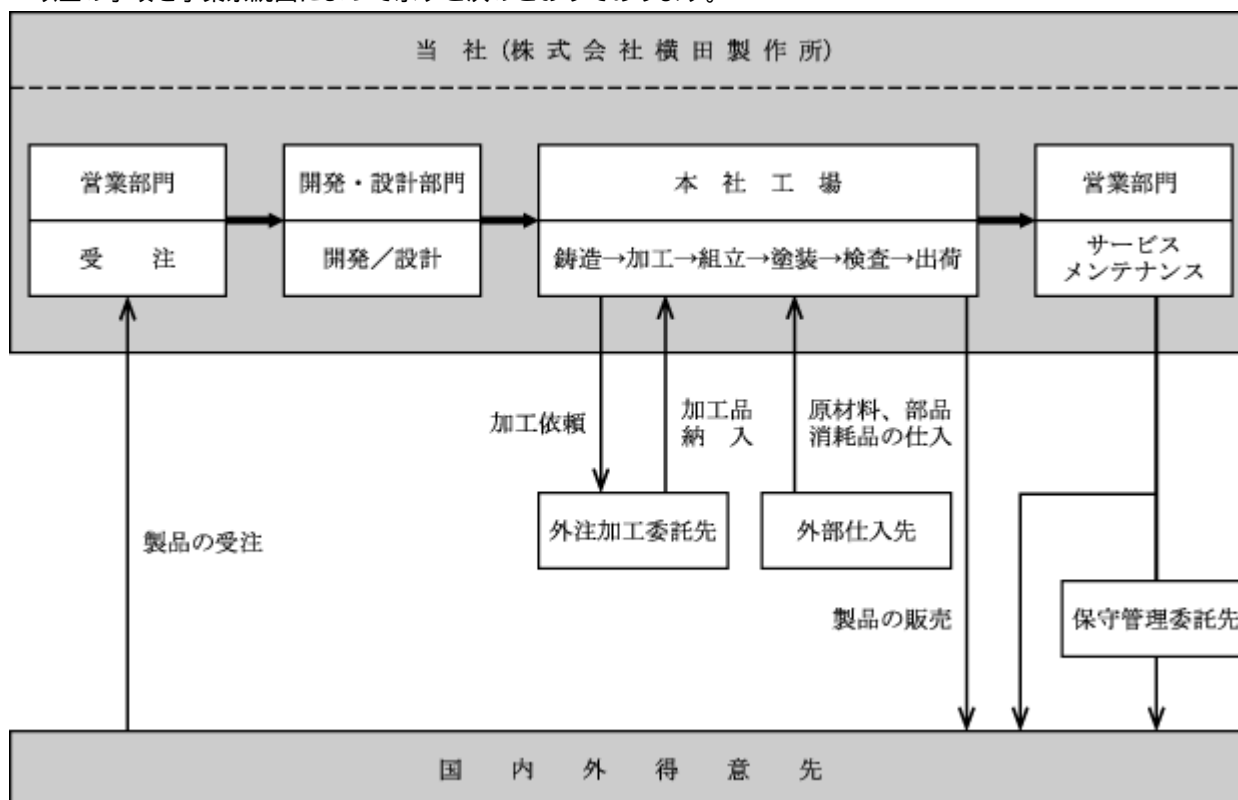 当社(株式会社横田製作所)
営業部門
受注
開発・設計部門
開発／設計
本社工場
鋳造→加工→組立→塗装→検査→出荷
営業部門
サービス
メンテナンス
加工依頼
加工品
納入
原材料、部品
消耗品の仕入
外注加工委託先
外部仕入先
製品の受注
製品の販売
保守管理委託先
国内外得意先